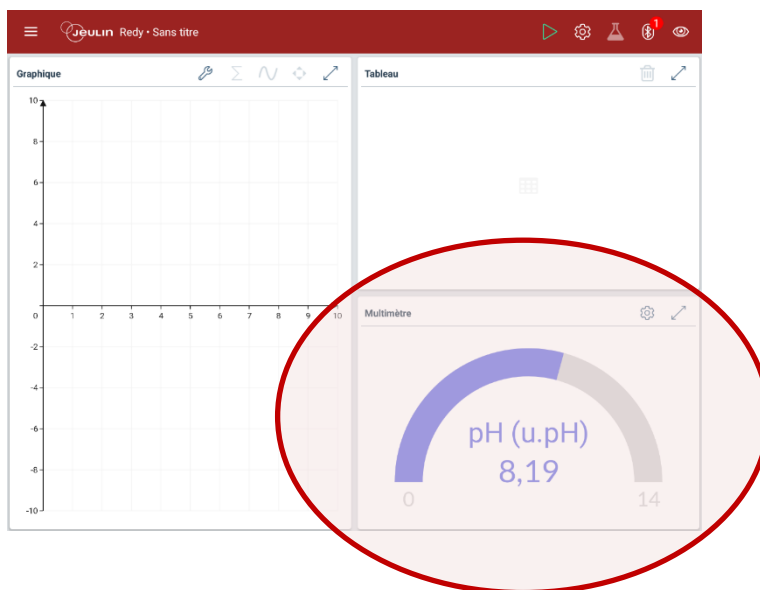 Jeulin Redy • Sans titre
1
Graphique
Tableau
10
8
6
4
2
0
1 2 3 4 5 6 7 8 9 10
-2
-4
-6
-8
-10
Multimètre
pH (u.pH)
8,19
0
14